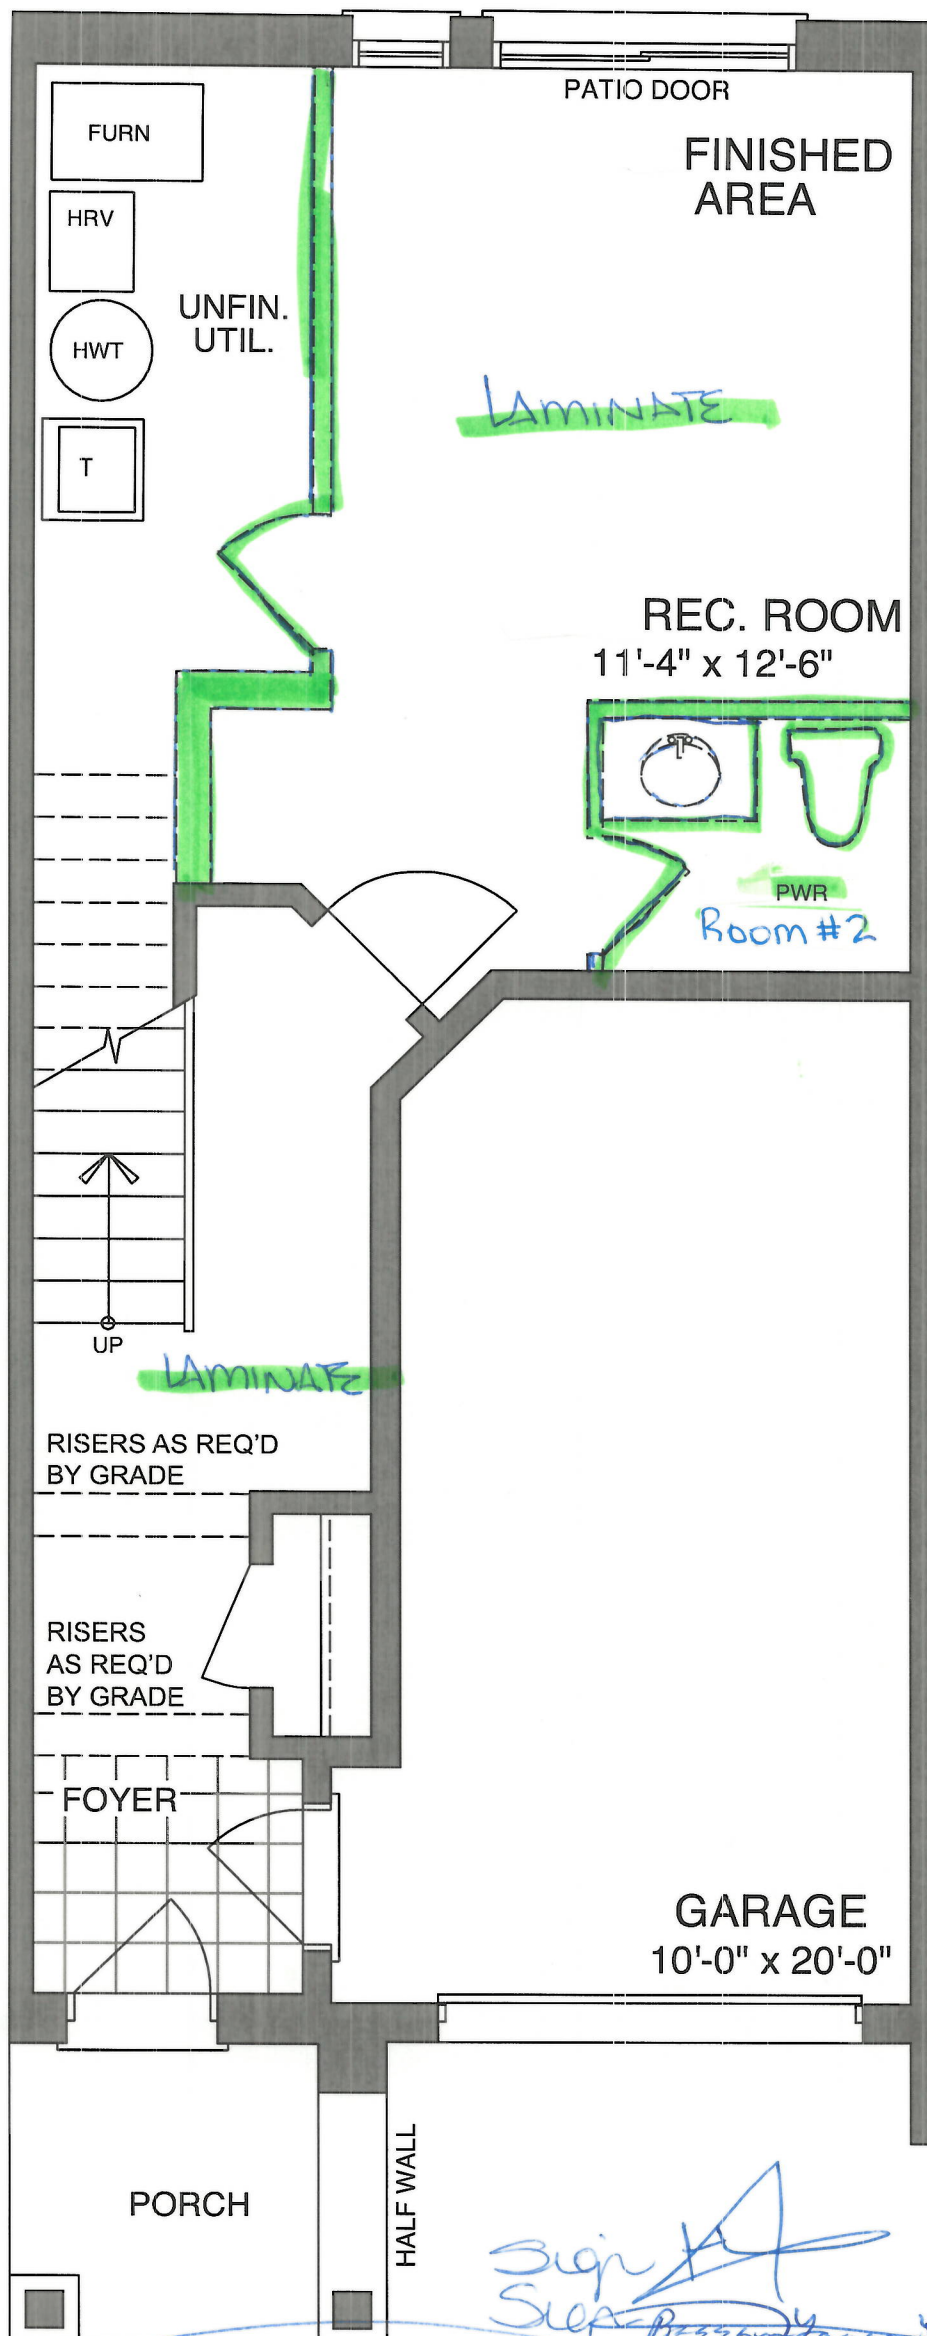 PATIO DOOR
FURN
FINISHED
AREA
HRV
UNFIN.
UTIL.
HWT
LAMINATE
T
REC. ROOM
11'-4" x 12'-6"
PWR
Room #2
UP
LAMINATE
RISERS AS REQ'D
BY GRADE
RISERS
AS REQ'D
BY GRADE
FOYER
GARAGE
10'-0" x 20'-0"
PORCH
HALF WALL
Sign